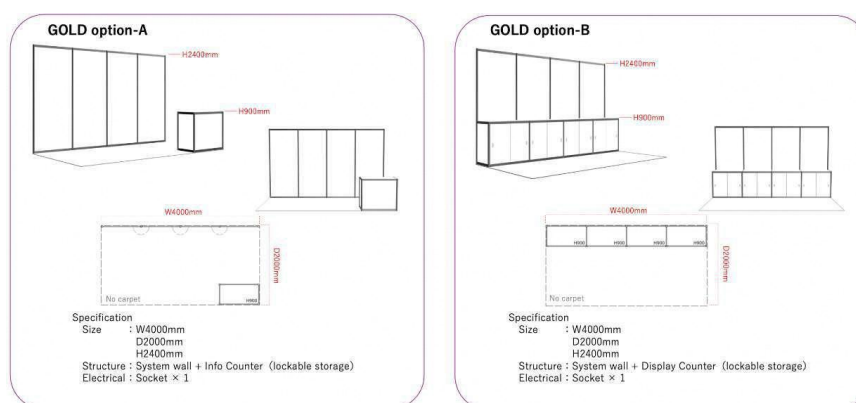 GOLD option-A
H2400mm
H900mm
W4000mm
D2000mm
H900
No carpet
Specification
Size : W4000mm
D2000mm
H2400mm
Structure : System wall + Info Counter (lockable storage)
Electrical : Socket × 1
GOLD option-B
H2400mm
H900mm
W4000mm
H900 H900 H900 H900
D2000mm
No carpet
Specification
Size : W4000mm
D2000mm
H2400mm
Structure : System wall + Display Counter (lockable storage)
Electrical : Socket × 1